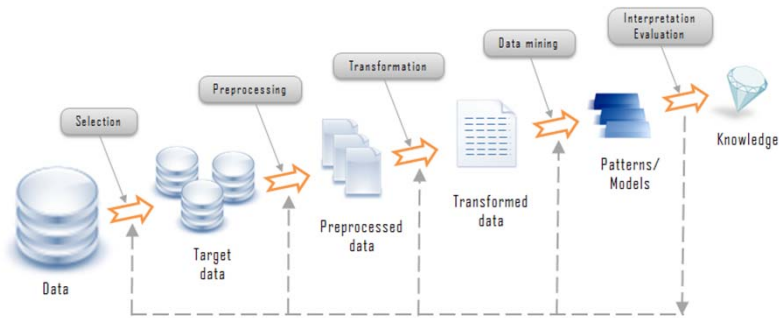 Interpretation
Evaluation
Data mining
Transformation
Preprocessing
Selection
Data
Target
data
Preprocessed
data
Transformed
data
Patterns/
Models
Knowledge